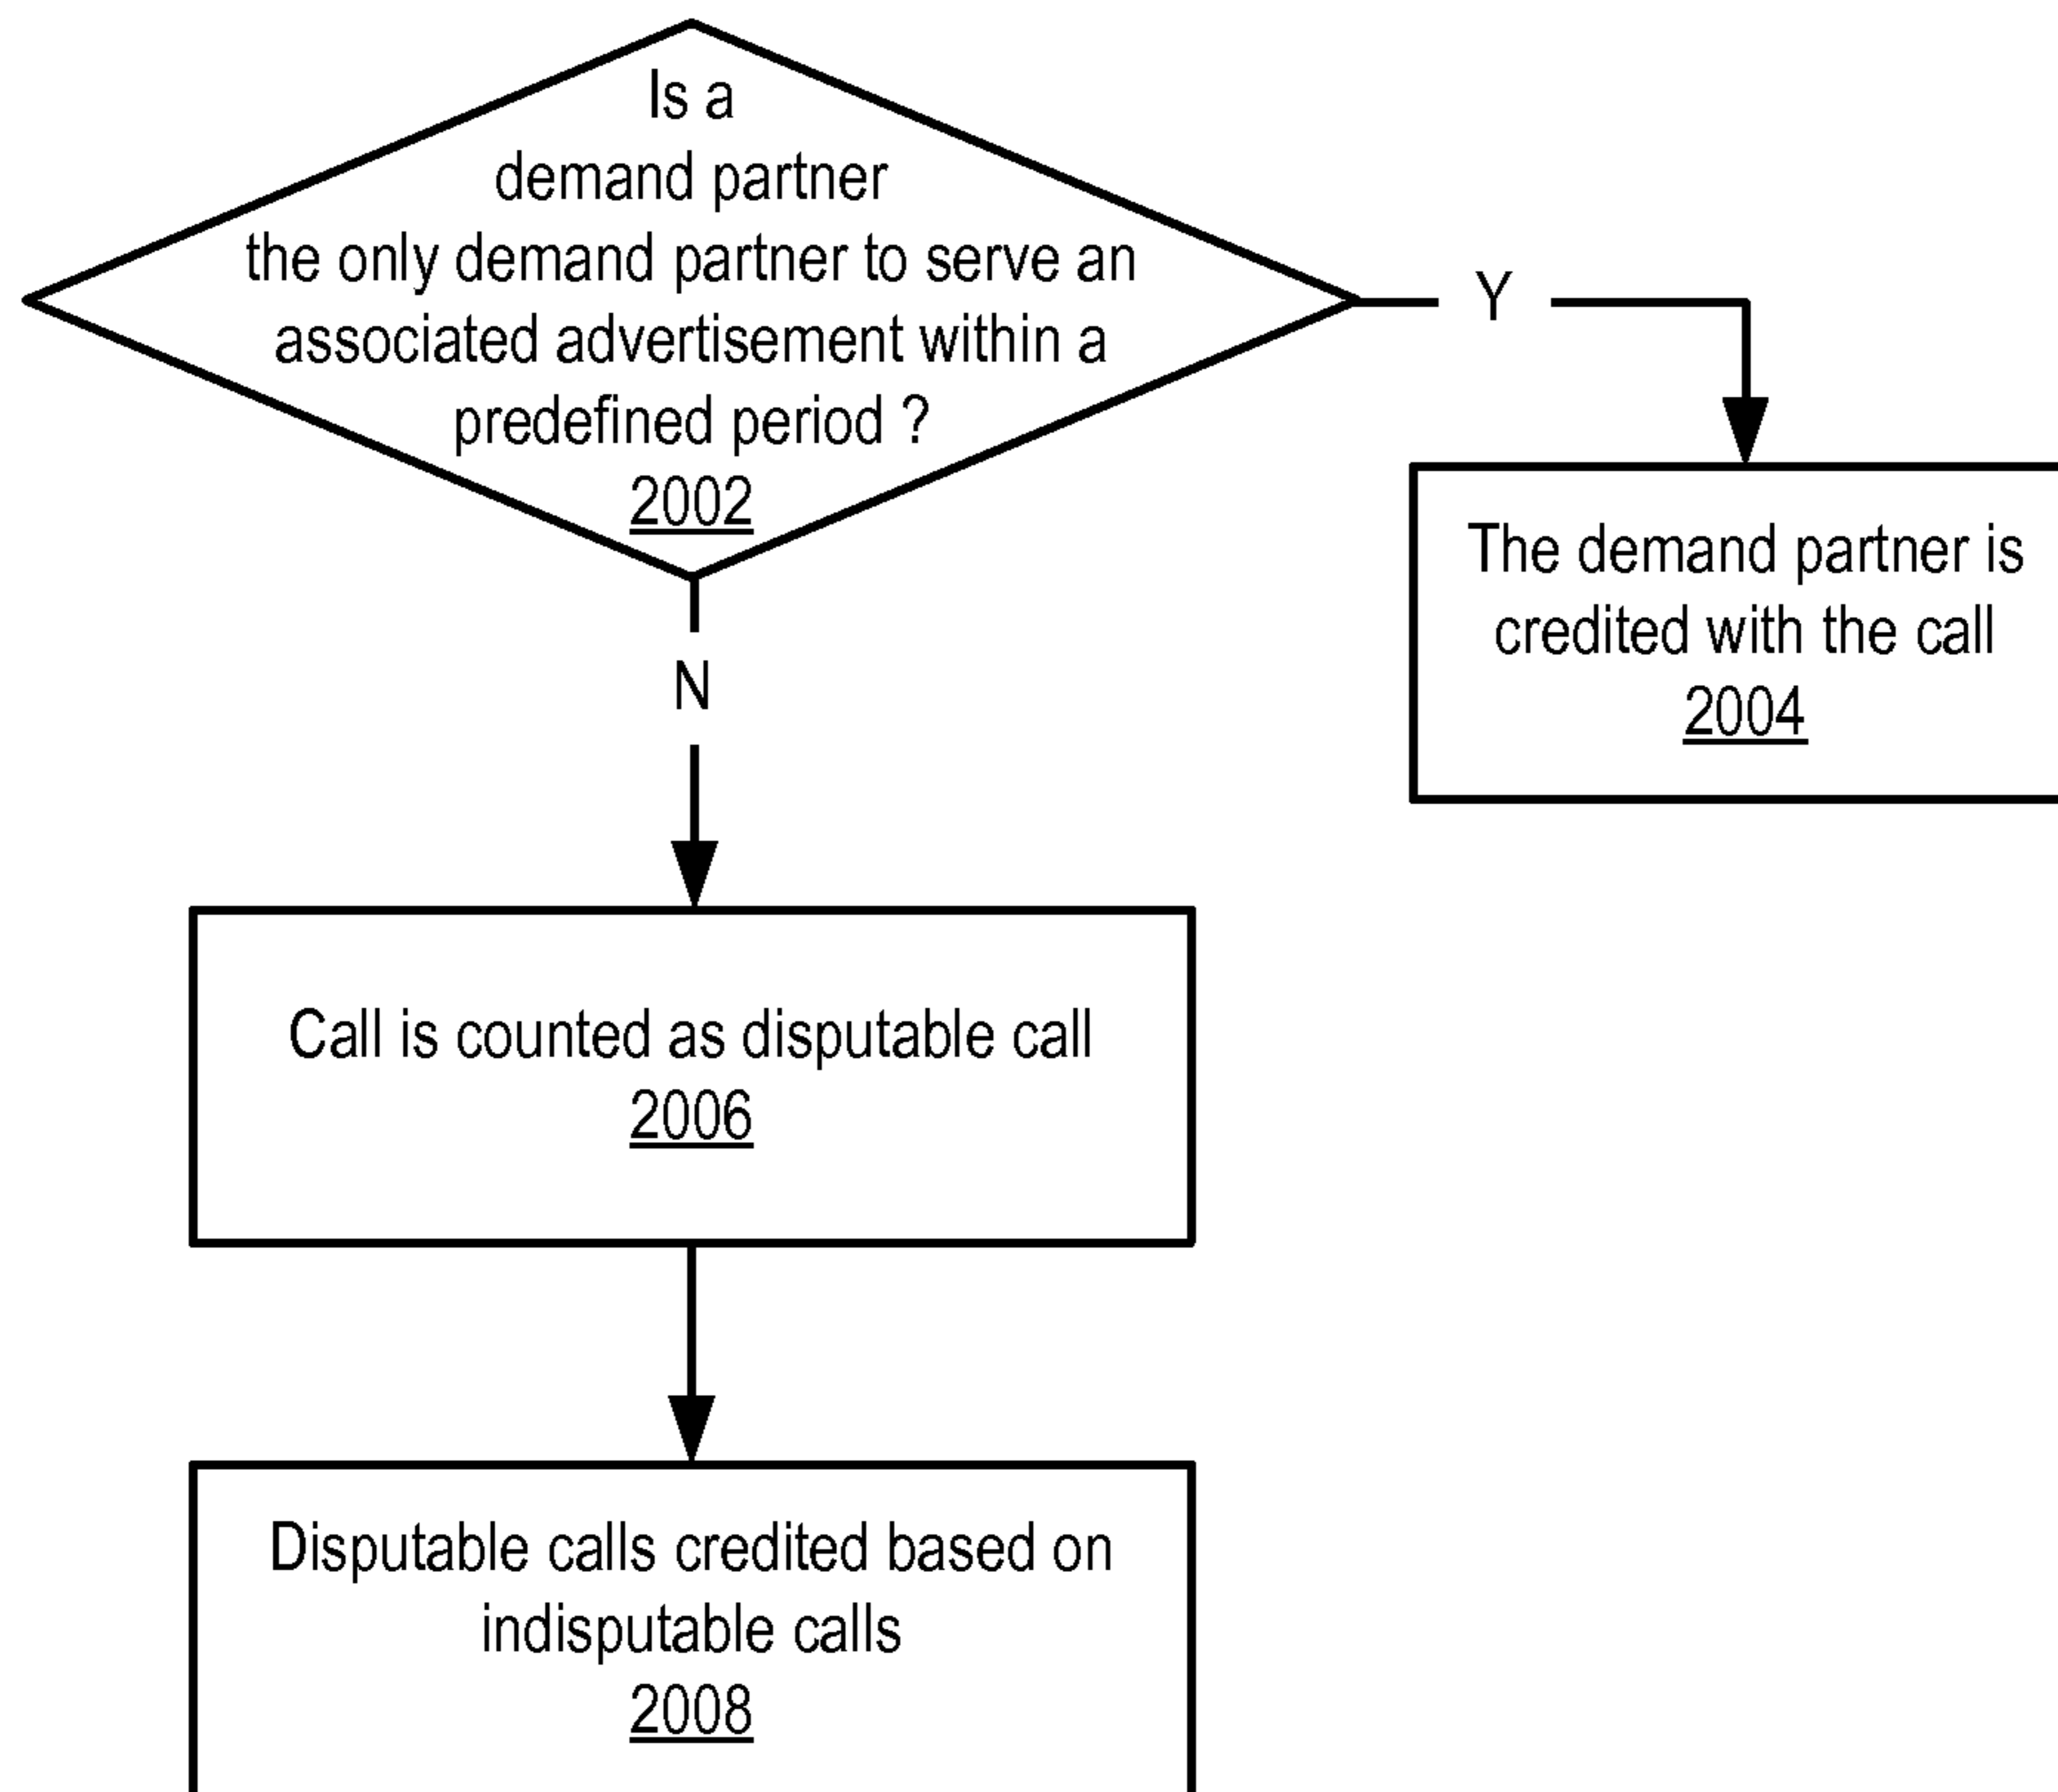 Is a
demand partner
the only demand partner to serve an
associated advertisement within a
predefined period ?
2002
Y
The demand partner is
credited with the call
2004
N
Call is counted as disputable call
2006
Disputable calls credited based on
indisputable calls
2008